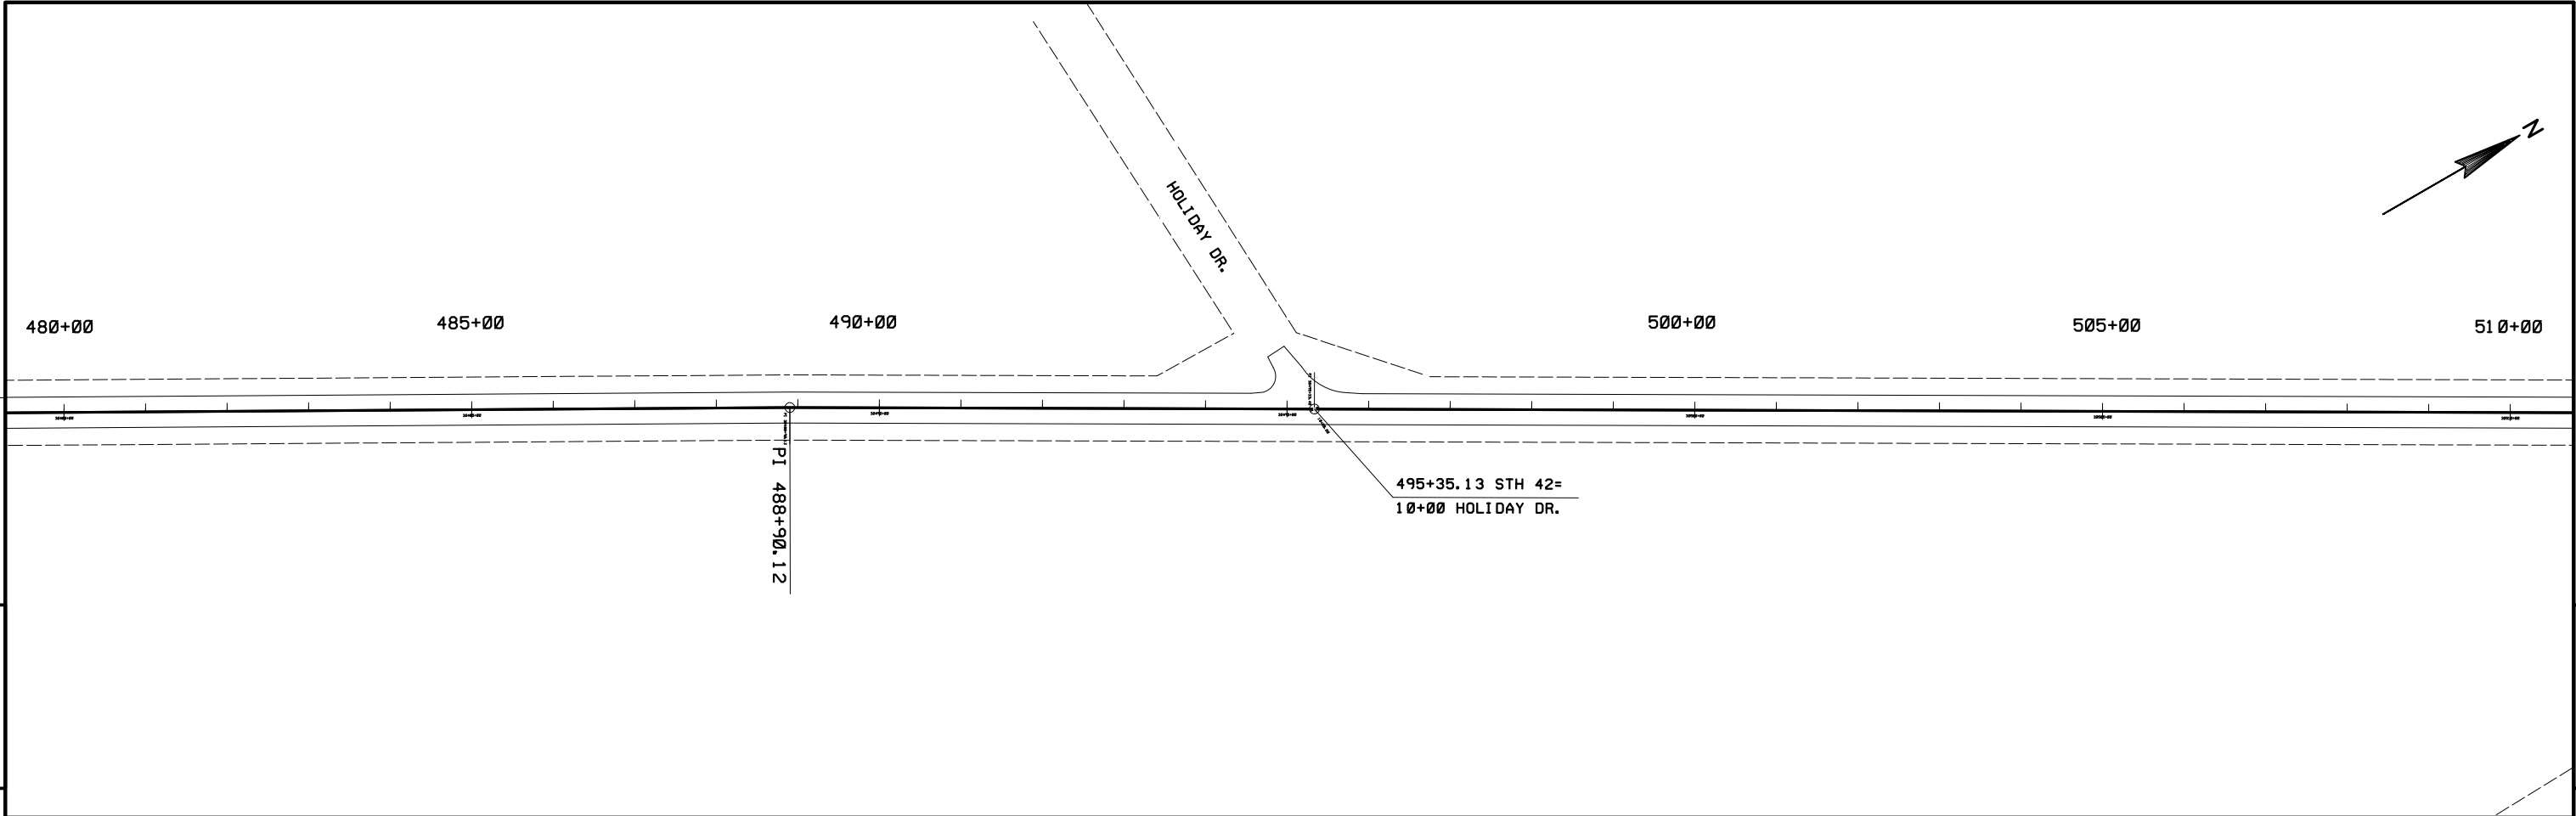 N
HOLIDAY DR.
480+00
485+00
490+00
500+00
505+00
510+00
PI 488+90.12
495+35.13 STH 42=
10+00 HOLIDAY DR.